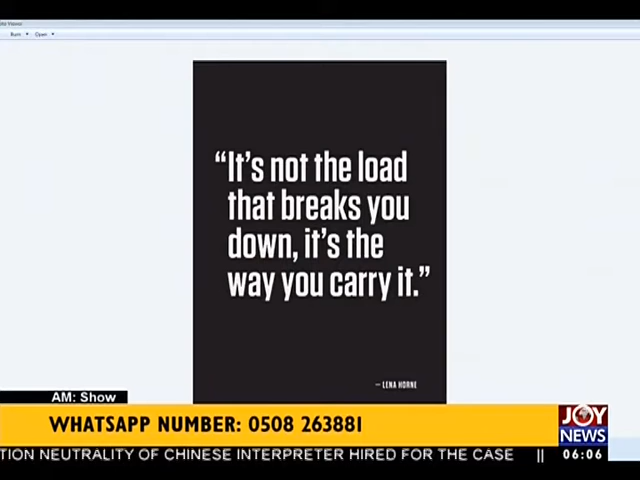 Burn Open
“It’s not the load
that breaks you
down, it’s the
way you carry it.”
– LENA HORNE
AM: Show
WHATSAPP NUMBER: 0508 263881
JOY
NEWS
TION NEUTRALITY OF CHINESE INTERPRETER HIRED FOR THE CASE ||
06:06